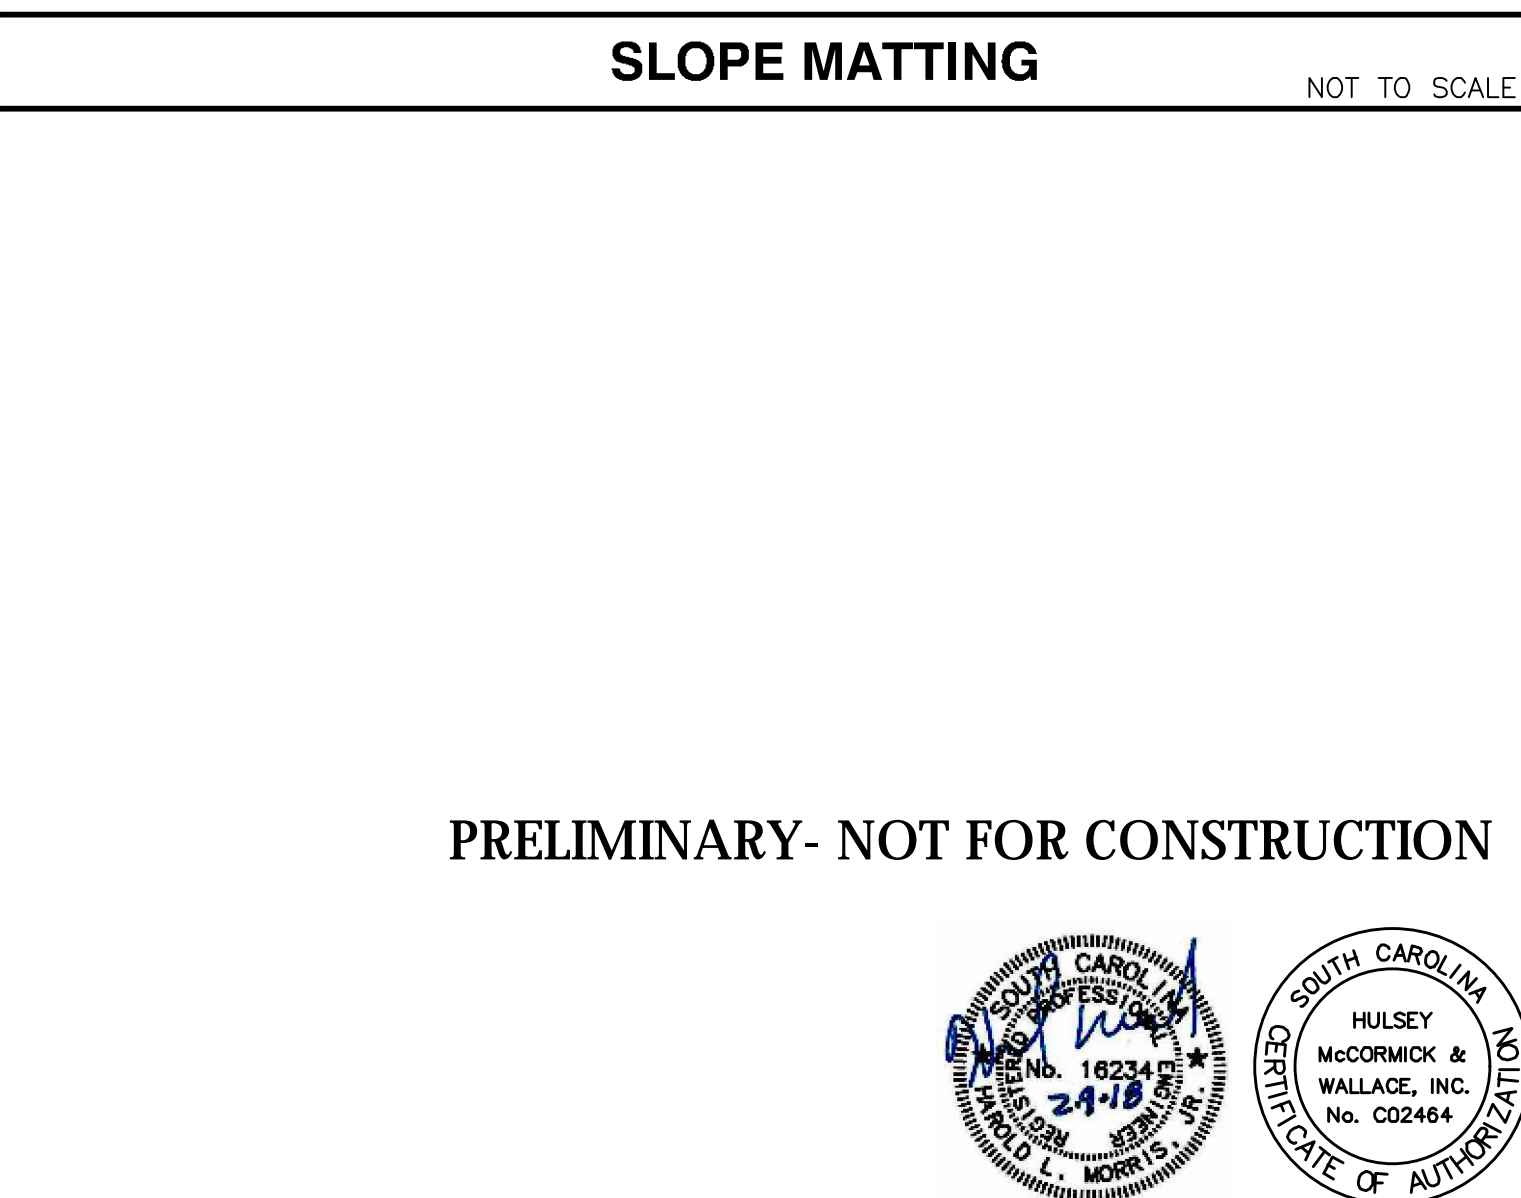 SLOPE MATTING
NOT TO SCALE
PRELIMINARY- NOT FOR CONSTRUCTION
SOUTH CAROLINA
REGISTERED PROFESSIONAL ENGINEER
No. 16234
2.9.18
HAROLD L. MORRIS, JR.
SOUTH CAROLINA
HULSEY
McCORMICK &
WALLACE, INC.
No. C02464
CERTIFICATE OF AUTHORIZATION